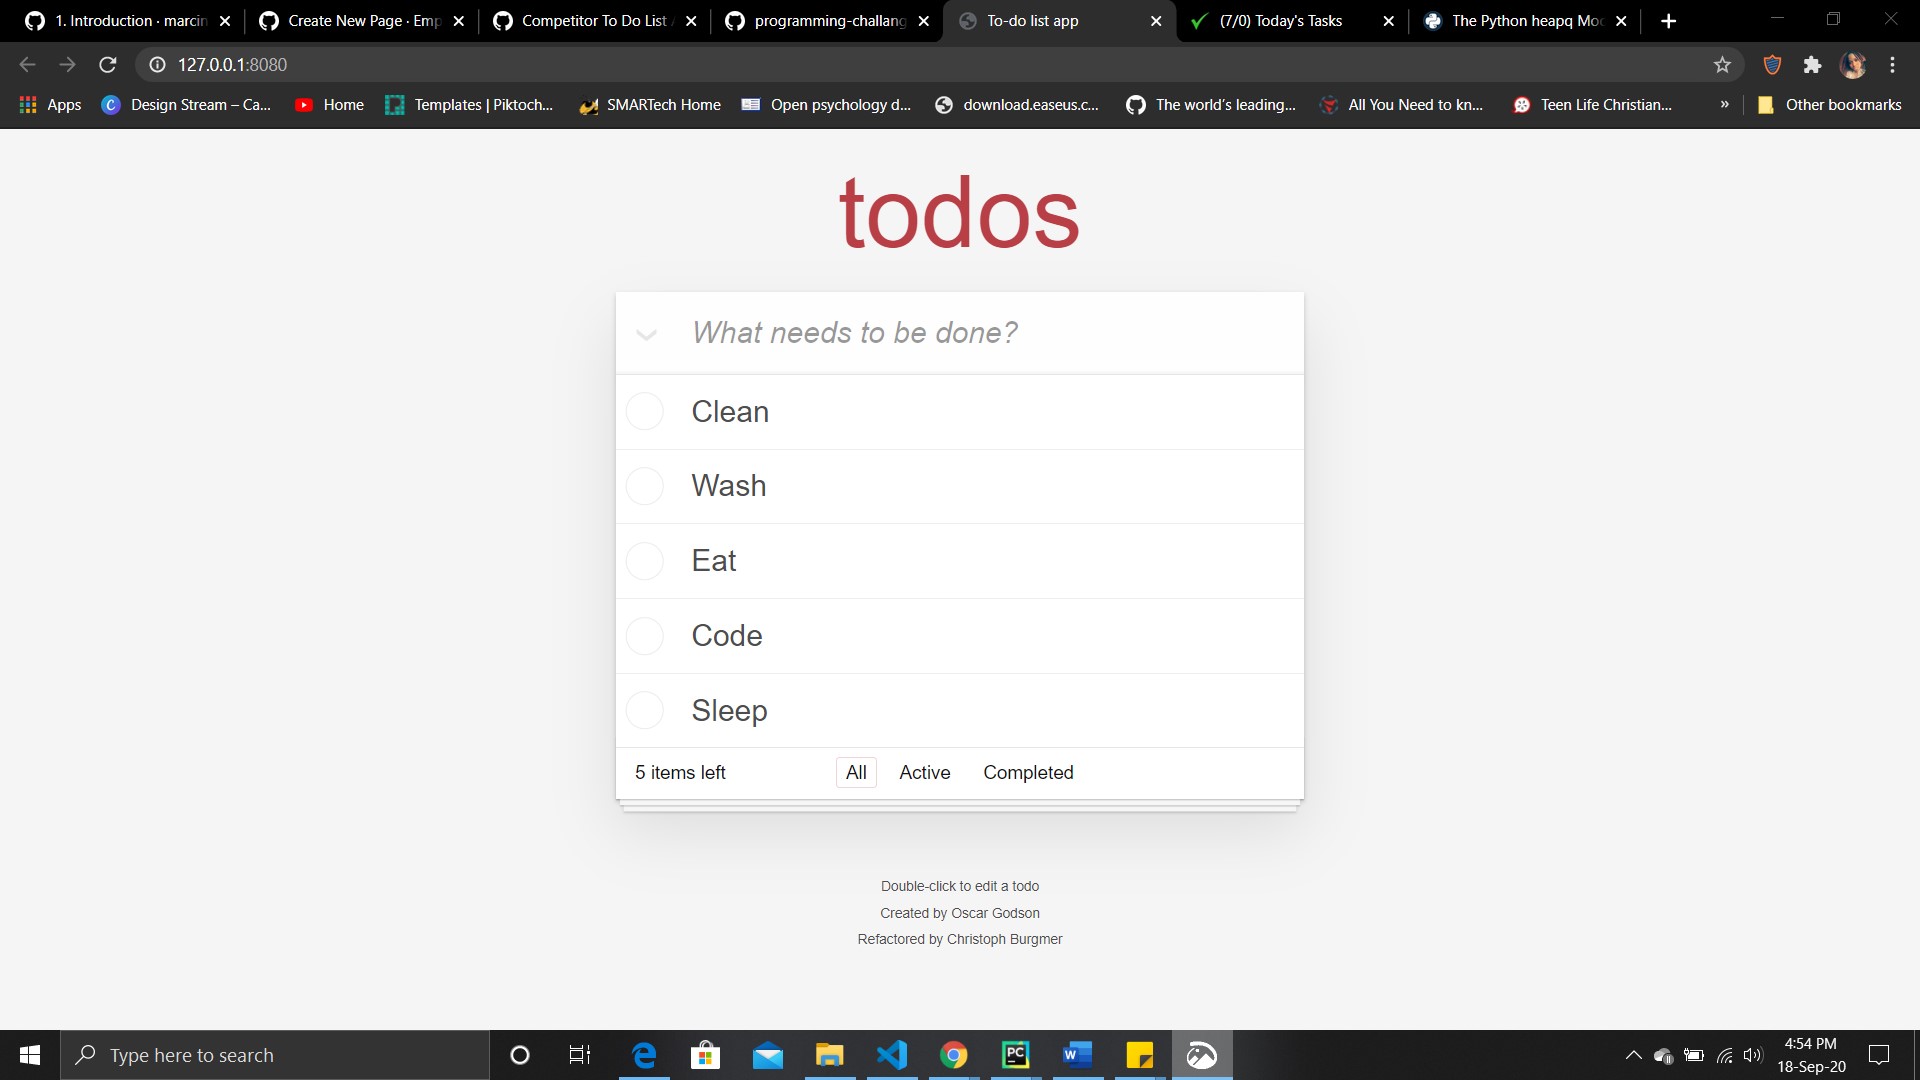 1. Introduction · marcin
Create New Page · Emp
Competitor To Do List
programming-challang
To-do list app
(7/0) Today's Tasks
The Python heapq Mod
127.0.0.1:8080
Apps
Design Stream – Ca...
Home
Templates | Piktoch...
SMARTech Home
Open psychology d...
download.easeus.c...
The world's leading...
All You Need to kn...
Teen Life Christian...
»
Other bookmarks
todos
What needs to be done?
Clean
Wash
Eat
Code
Sleep
5 items left
All
Active
Completed
Double-click to edit a todo
Created by Oscar Godson
Refactored by Christoph Burgmer
Type here to search
4:54 PM
18-Sep-20